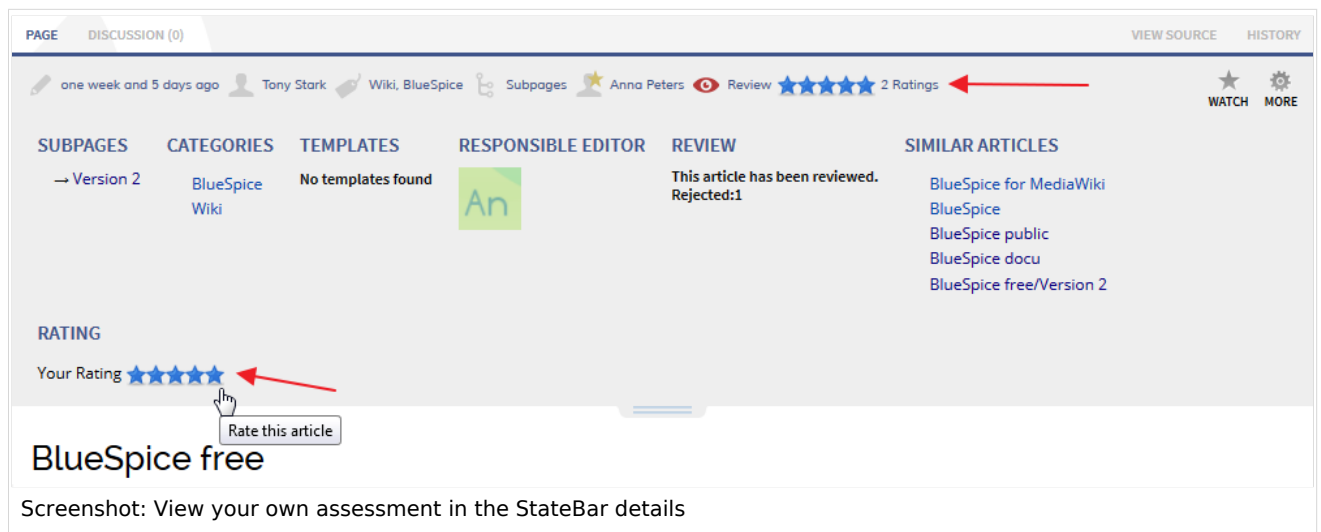 PAGE DISCUSSION (0) VIEW SOURCE HISTORY
one week and 5 days ago Tony Stark Wiki, BlueSpice Subpages Anna Peters Review 2 Ratings
WATCH MORE
SUBPAGES CATEGORIES TEMPLATES RESPONSIBLE EDITOR REVIEW SIMILAR ARTICLES
→ Version 2 BlueSpice No templates found An This article has been reviewed. BlueSpice for MediaWiki
Wiki Rejected:1 BlueSpice
BlueSpice public
BlueSpice docu
BlueSpice free/Version 2
RATING
Your Rating
Rate this article
BlueSpice free
Screenshot: View your own assessment in the StateBar details